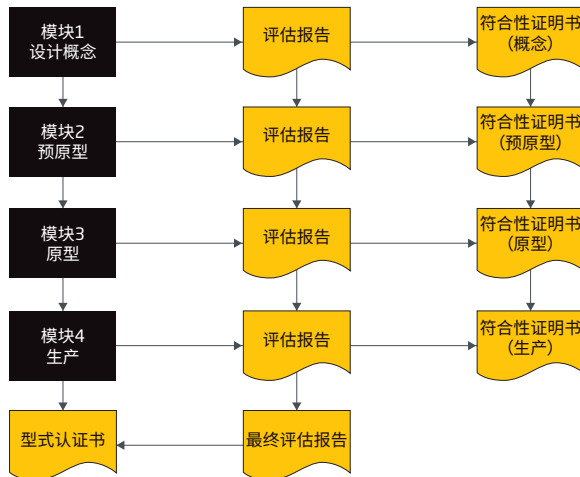 模块1
设计概念
评估报告
符合性证明书
(概念)
模块2
预原型
评估报告
符合性证明书
(预原型)
模块3
原型
评估报告
符合性证明书
(原型)
模块4
生产
评估报告
符合性证明书
(生产)
型式认证书
最终评估报告